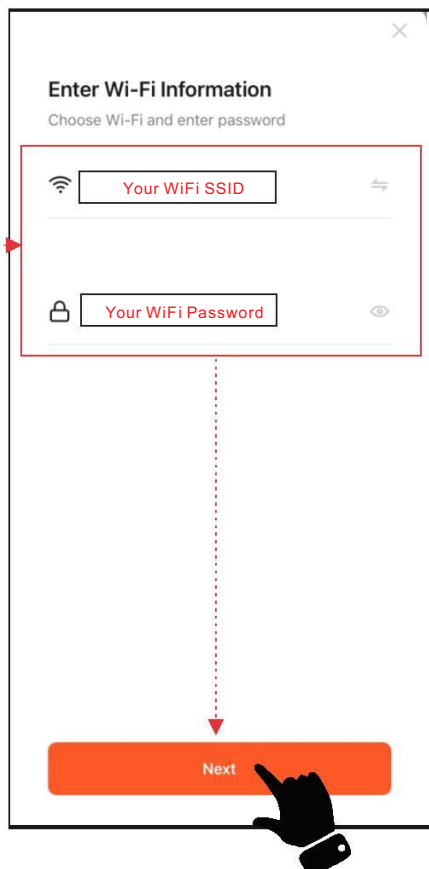 Enter Wi-Fi Information
Choose Wi-Fi and enter password
Your WiFi SSID
Your WiFi Password
Next